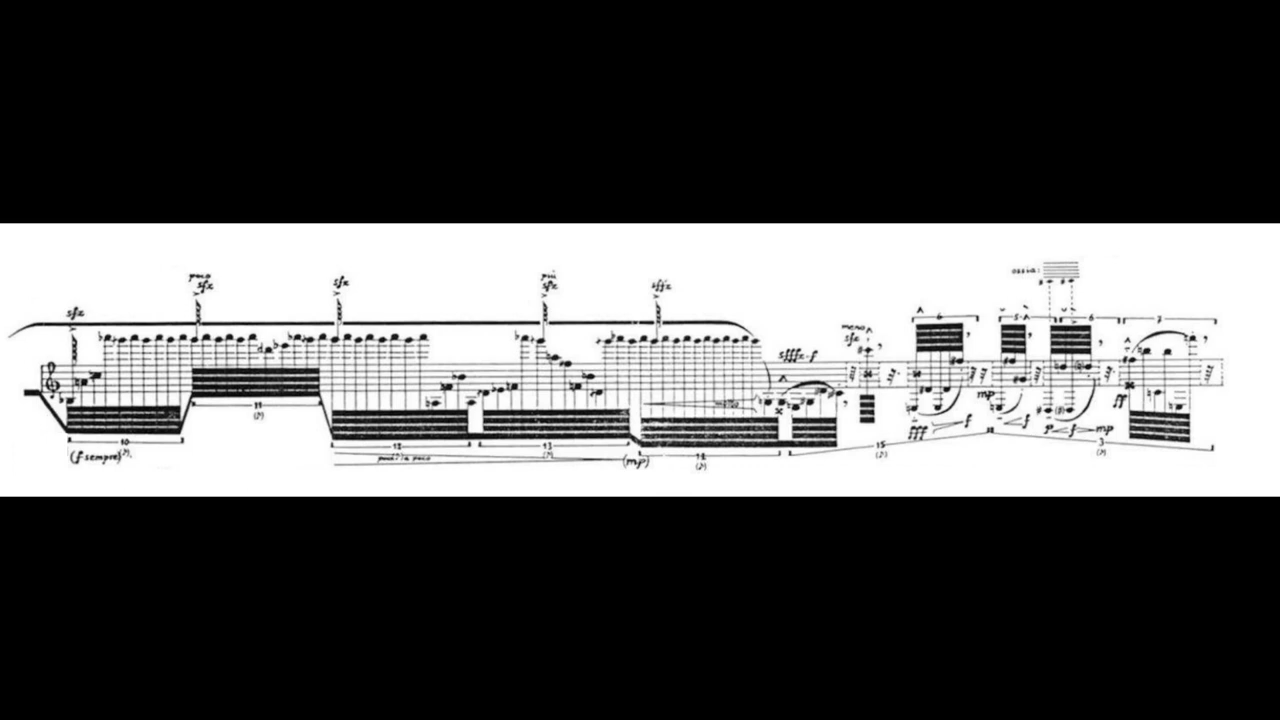 ossia:
poco
sfz
sfz
più
sfz
sffz
sfz
meno
sfz
6
5
6
7
sfffz-f
mp
ff
fff
f
f
p
f
mp
11
10
12
13
14
15
3
(f sempre)
poco a poco
(mp)